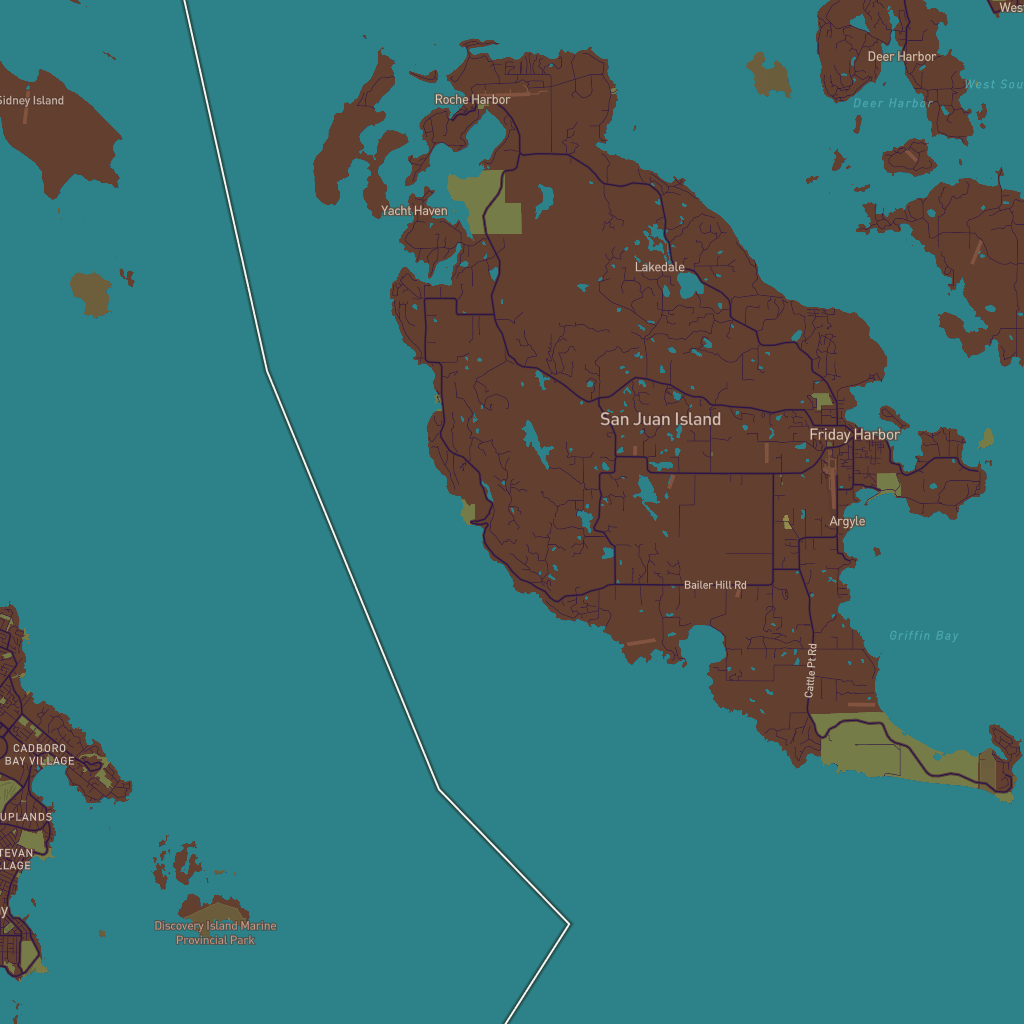 West
Deer Harbor
West Sou
Deer Harbor
Sidney Island
Roche Harbor
Yacht Haven
Lakedale
San Juan Island
Friday Harbor
Argyle
Bailer Hill Rd
Griffin Bay
Cattle Pt Rd
CADBORO
BAY VILLAGE
UPLANDS
TEVAN
LLAGE
y
Discovery Island Marine
Provincial Park